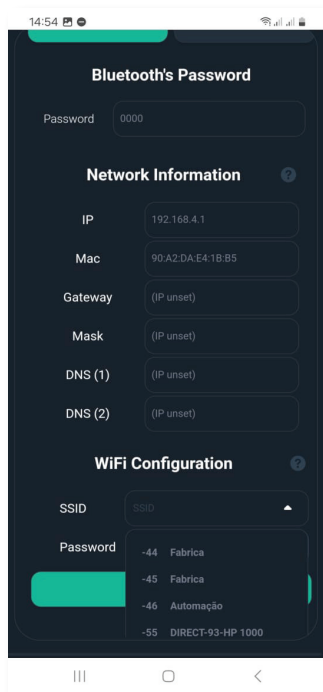 14:54
Bluetooth's Password
Password 0000
Network Information ?
IP 192.168.4.1
Mac 90:A2:DA:E4:1B:B5
Gateway (IP unset)
Mask (IP unset)
DNS (1) (IP unset)
DNS (2) (IP unset)
WiFi Configuration ?
SSID SSID
Password
-44 Fabrica
-45 Fabrica
-46 Automação
-55 DIRECT-93-HP 1000